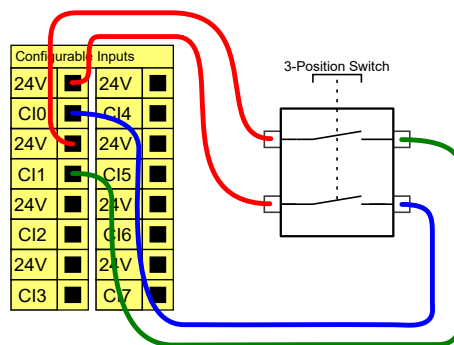 3-Position Switch
Configurable Inputs
24V 24V
CI0 CI4
24V 24V
CI1 CI5
24V 24V
CI2 CI6
24V 24V
CI3 CI7